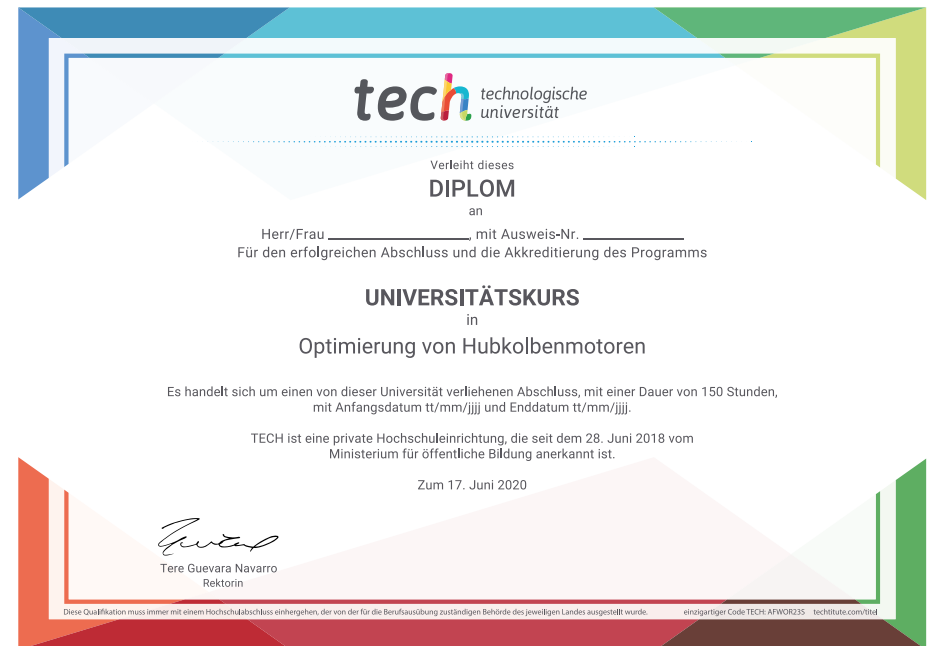 tech technologische
universität
Verleiht dieses
DIPLOM
an
Herr/Frau ____________________, mit Ausweis-Nr. ______________
Für den erfolgreichen Abschluss und die Akkreditierung des Programms
UNIVERSITÄTSKURS
in
Optimierung von Hubkolbenmotoren
Es handelt sich um einen von dieser Universität verliehenen Abschluss, mit einer Dauer von 150 Stunden,
mit Anfangsdatum tt/mm/jjjj und Enddatum tt/mm/jjjj.
TECH ist eine private Hochschuleinrichtung, die seit dem 28. Juni 2018 vom
Ministerium für öffentliche Bildung anerkannt ist.
Zum 17. Juni 2020
Tere Guevara Navarro
Rektorin
Diese Qualifikation muss immer mit einem Hochschulabschluss einhergehen, der von der für die Berufsausübung zuständigen Behörde des jeweiligen Landes ausgestellt wurde. einzigartiger Code TECH: AFWOR23S techtitute.com/titel